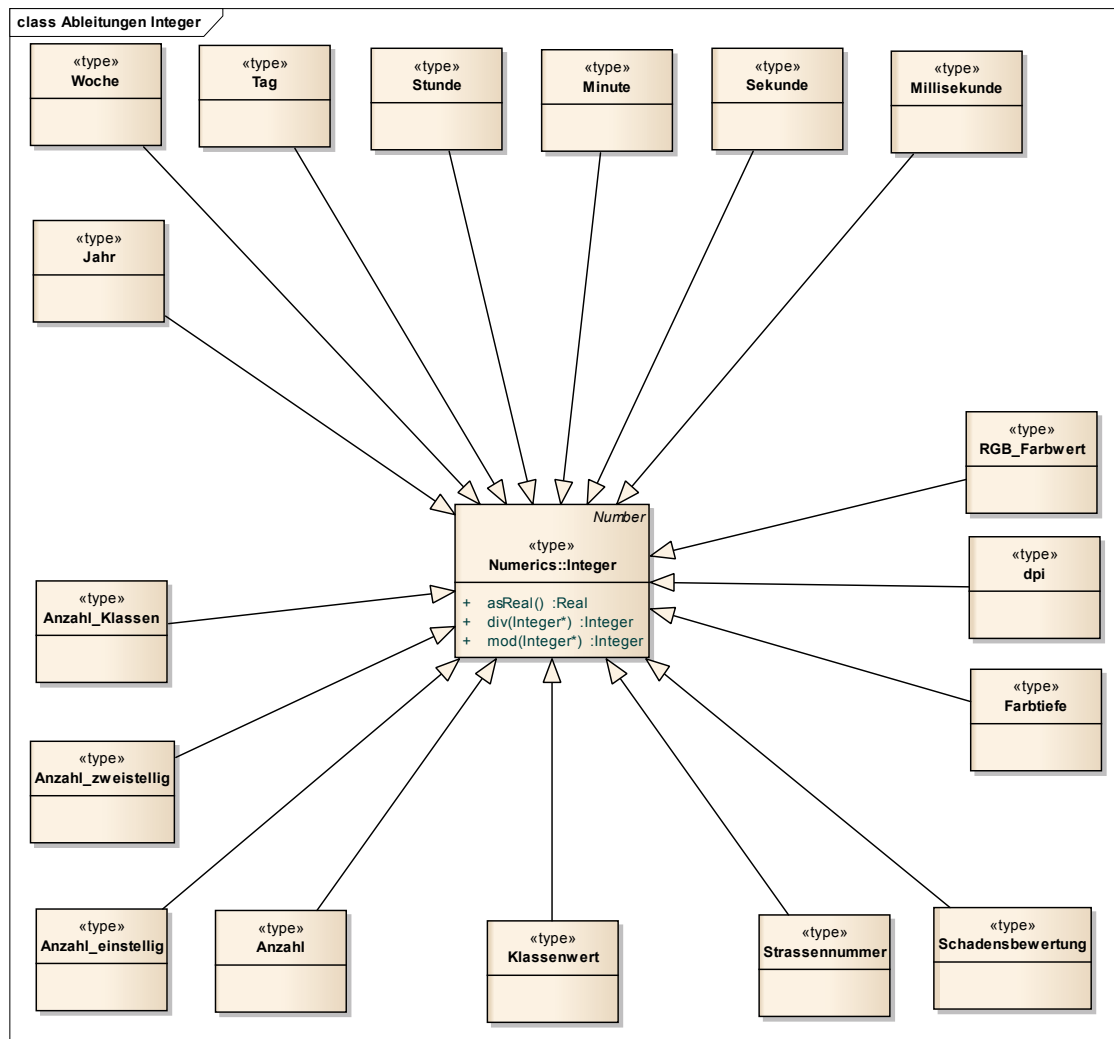 class Ableitungen Integer
«type»
Woche
«type»
Tag
«type»
Stunde
«type»
Minute
«type»
Sekunde
«type»
Millisekunde
«type»
Jahr
«type»
RGB_Farbwert
Number
«type»
Numerics::Integer
+ asReal() :Real
+ div(Integer*) :Integer
+ mod(Integer*) :Integer
«type»
dpi
«type»
Anzahl_Klassen
«type»
Farbtiefe
«type»
Anzahl_zweistellig
«type»
Anzahl_einstellig
«type»
Anzahl
«type»
Klassenwert
«type»
Strassennummer
«type»
Schadensbewertung